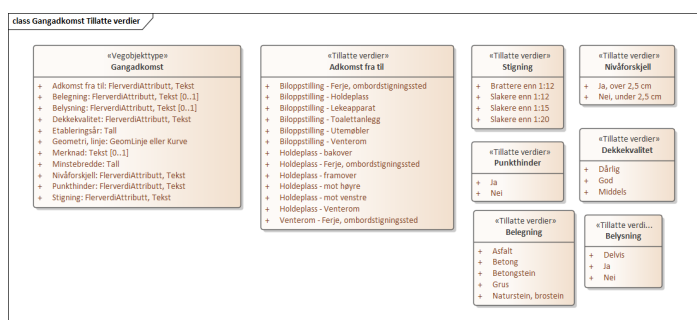 class Gangadkomst Tillatte verdier
«Vegobjekttype»
Gangadkomst
+ Adkomst fra til: FlerverdiAttributt, Tekst
+ Belegning: FlerverdiAttributt, Tekst [0..1]
+ Belysning: FlerverdiAttributt, Tekst [0..1]
+ Dekkekvalitet: FlerverdiAttributt, Tekst
+ Etableringsår: Tall
+ Geometri, linje: GeomLinje eller Kurve
+ Merknad: Tekst [0..1]
+ Minstebredde: Tall
+ Nivåforskjell: FlerverdiAttributt, Tekst
+ Punkthinder: FlerverdiAttributt, Tekst
+ Stigning: FlerverdiAttributt, Tekst
«Tillatte verdier»
Adkomst fra til
+ Biloppstilling - Ferje, ombordstigningssted
+ Biloppstilling - Holdeplass
+ Biloppstilling - Lekeapparat
+ Biloppstilling - Toalettanlegg
+ Biloppstilling - Utemøbler
+ Biloppstilling - Venterom
+ Holdeplass - bakover
+ Holdeplass - Ferje, ombordstigningssted
+ Holdeplass - framover
+ Holdeplass - mot høyre
+ Holdeplass - mot venstre
+ Holdeplass - Venterom
+ Venterom - Ferje, ombordstigningssted
«Tillatte verdier»
Stigning
+ Brattere enn 1:12
+ Slakere enn 1:12
+ Slakere enn 1:15
+ Slakere enn 1:20
«Tillatte verdier»
Nivåforskjell
+ Ja, over 2,5 cm
+ Nei, under 2,5 cm
«Tillatte verdier»
Punkthinder
+ Ja
+ Nei
«Tillatte verdier»
Dekkekvalitet
+ Dårlig
+ God
+ Middels
«Tillatte verdier»
Belegning
+ Asfalt
+ Betong
+ Betongstein
+ Grus
+ Naturstein, brostein
«Tillatte verdi...
Belysning
+ Delvis
+ Ja
+ Nei